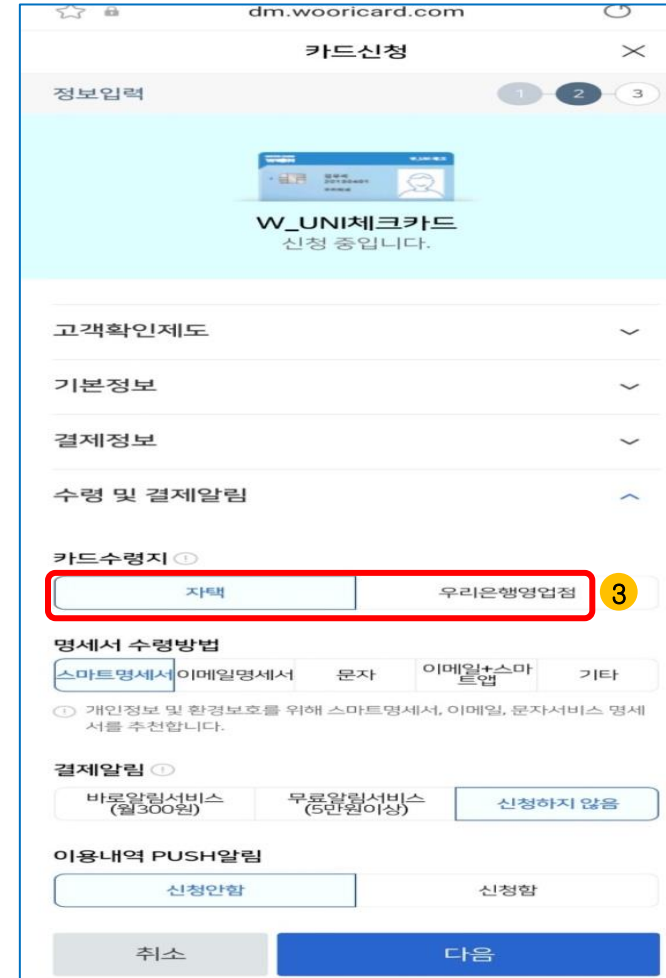 dm.wooricard.com
카드신청
정보입력
1 2 3
W_UNI체크카드
신청 중입니다.
고객확인제도
기본정보
결제정보
수령 및 결제알림
카드수령지
자택 우리은행영업점 3
명세서 수령방법
스마트명세서 이메일명세서 문자 이메일+스마트앱 기타
개인정보 및 환경보호를 위해 스마트명세서, 이메일, 문자서비스 명세
서를 추천합니다.
결제알림
바로알림서비스 (월300원) 무료알림서비스 (5만원이상) 신청하지 않음
이용내역 PUSH알림
신청안함 신청함
취소 다음